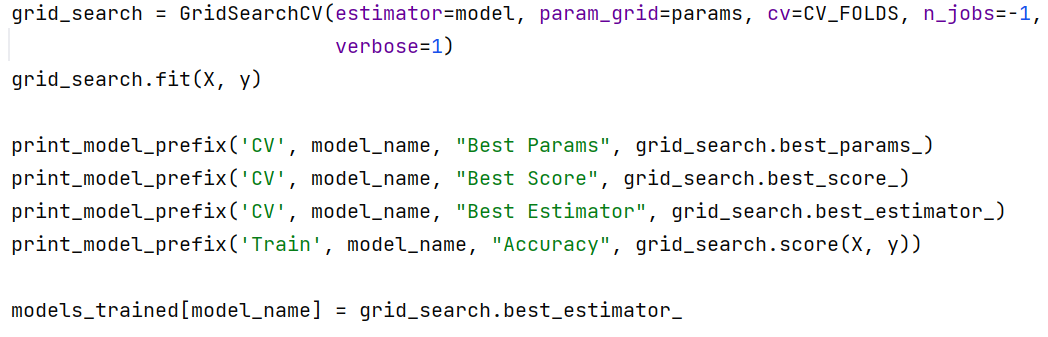 grid_search = GridSearchCV(estimator=model, param_grid=params, cv=CV_FOLDS, n_jobs=-1,
verbose=1)
grid_search.fit(X, y)
print_model_prefix('CV', model_name, "Best Params", grid_search.best_params_)
print_model_prefix('CV', model_name, "Best Score", grid_search.best_score_)
print_model_prefix('CV', model_name, "Best Estimator", grid_search.best_estimator_)
print_model_prefix('Train', model_name, "Accuracy", grid_search.score(X, y))
models_trained[model_name] = grid_search.best_estimator_